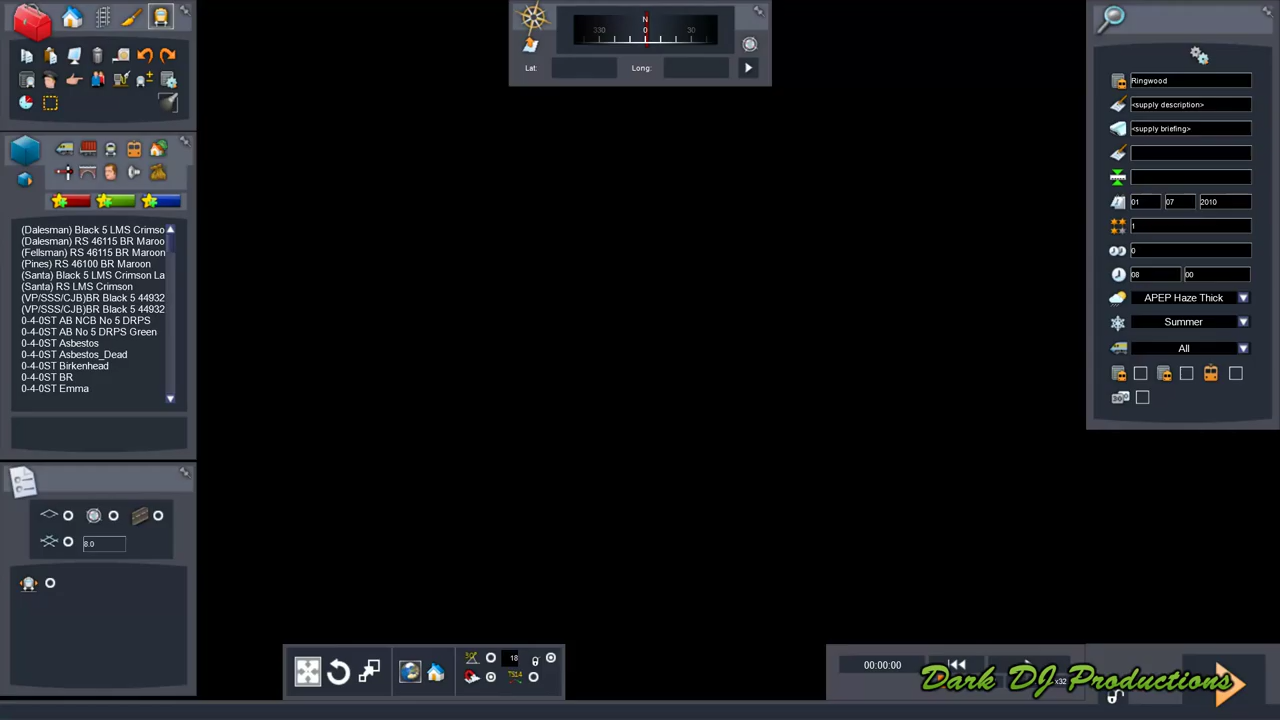 N
330
0
30
Lat:
Long:
Ringwood
<supply description>
<supply briefing>
01
07
2010
1
0
08
00
APEP Haze Thick
Summer
All
(Dalesman) Black 5 LMS Crimso
(Dalesman) RS 46115 BR Maroo
(Fellsman) RS 46115 BR Maroon
(Pines) RS 46100 BR Maroon
(Santa) Black 5 LMS Crimson La
(Santa) RS LMS Crimson
(VP/SSS/CJB)BR Black 5 44932
(VP/SSS/CJB)BR Black 5 44932
0-4-0ST AB NCB No 5 DRPS
0-4-0ST AB No 5 DRPS Green
0-4-0ST Asbestos
0-4-0ST Asbestos_Dead
0-4-0ST Birkenhead
0-4-0ST BR
0-4-0ST Emma
8.0
18
TS14
00:00:00
x32
Dark DJ Productions